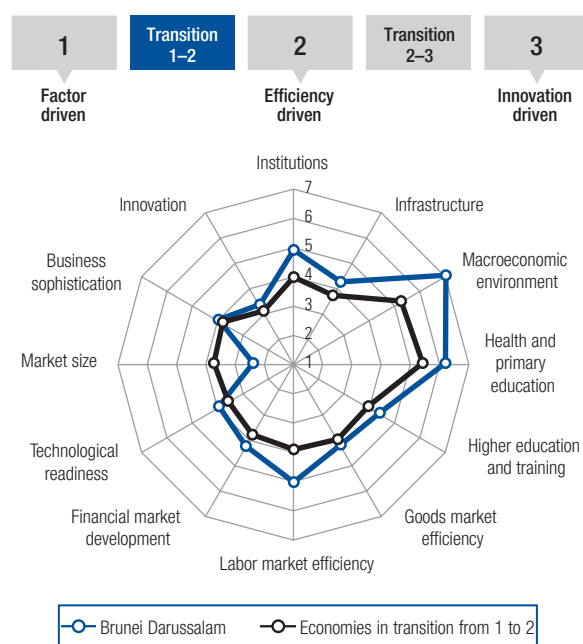 1
Transition
1–2
2
Transition
2–3
3
Factor
driven
Efficiency
driven
Innovation
driven
Institutions
Infrastructure
Macroeconomic
environment
Health and
primary
education
Higher education
and training
Goods market
efficiency
Labor market efficiency
Financial market
development
Technological
readiness
Market size
Business
sophistication
Innovation
7
6
5
4
3
2
1
Brunei Darussalam
Economies in transition from 1 to 2